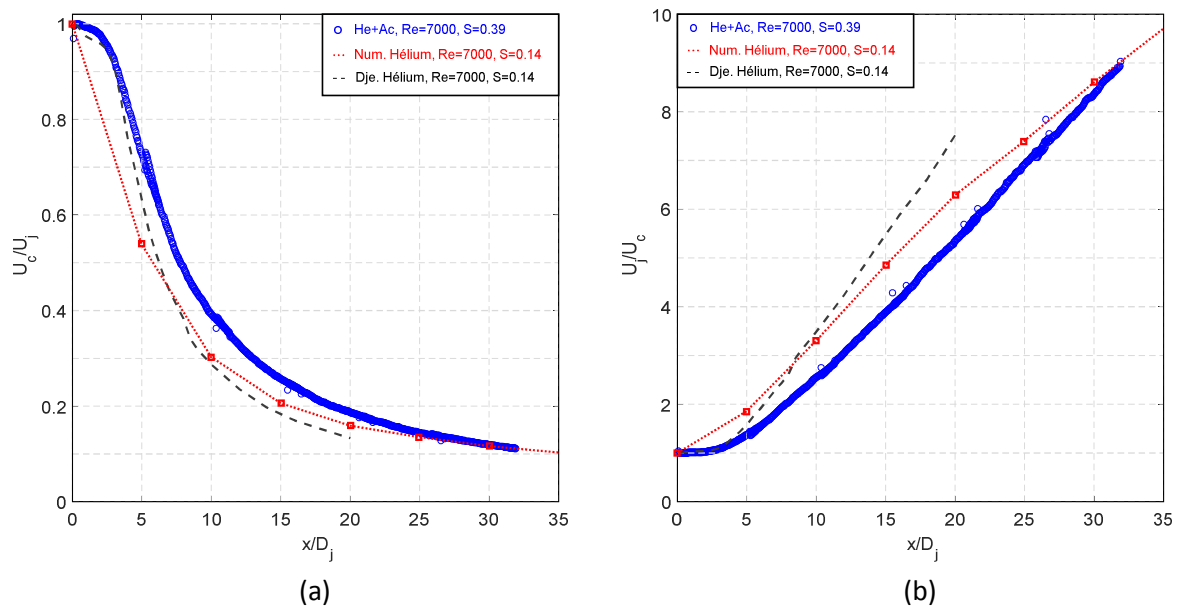 He+Ac, Re=7000, S=0.39
Num. Hélium, Re=7000, S=0.14
Dje. Hélium, Re=7000, S=0.14
1
0.8
0.6
0.4
0.2
0
U_c/U_j
0 5 10 15 20 25 30 35
x/D_j
(a)
He+Ac, Re=7000, S=0.39
Num. Hélium, Re=7000, S=0.14
Dje. Hélium, Re=7000, S=0.14
10
8
6
4
2
0
U_j/U_c
0 5 10 15 20 25 30 35
x/D_j
(b)